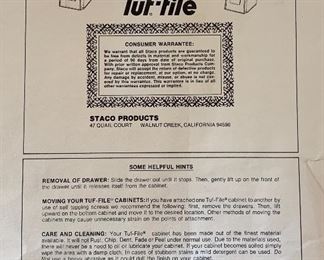 Tuf-file
CONSUMER WARRANTEE:
We warrant that all Staco products are guaranteed to
be free from defects in material and workmanship for
a period of 90 days from date of original purchase.
With prior written approval from Staco Products Com-
pany, Staco will accept the return of defective products
for repair or replacement, at our option, at no charge.
Any damage by accident, misuse, or abuse is not cov-
ered by this warrantee. This warrantee is in lieu of all
other warrantees expressed or implied.
STACO PRODUCTS
47 QUAIL COURT WALNUT CREEK, CALIFORNIA 94596
SOME HELPFUL HINTS
REMOVAL OF DRAWER: Slide the drawer out until it stops. Then, gently lift up on the front
of the drawer until it releases itself from the cabinet.
MOVING YOUR TUF-FILE® CABINETS: If you have attached one Tuf-File® cabinet to another by
use of self tapping screws we recommend the following: first, remove the drawers. Then, lift
upward on the bottom cabinet and move it to the desired location. Other methods of moving the
cabinets may cause unnecessary strain on the points of attachment.
CARE AND CLEANING: Your Tuf-File® cabinet has been made out of the finest material
available. It will not Rust, Chip, Dent, Fade or Peel under normal use. Due to the materials used,
there will never be a need to oil or lubricate your cabinet. If your cabinet becomes soiled simply
wipe the area with a damp cloth. In cases of stubborn stains a mild detergent can be used. Do
Not use a heavy abrasive as it could dull the finish on your cabinet.